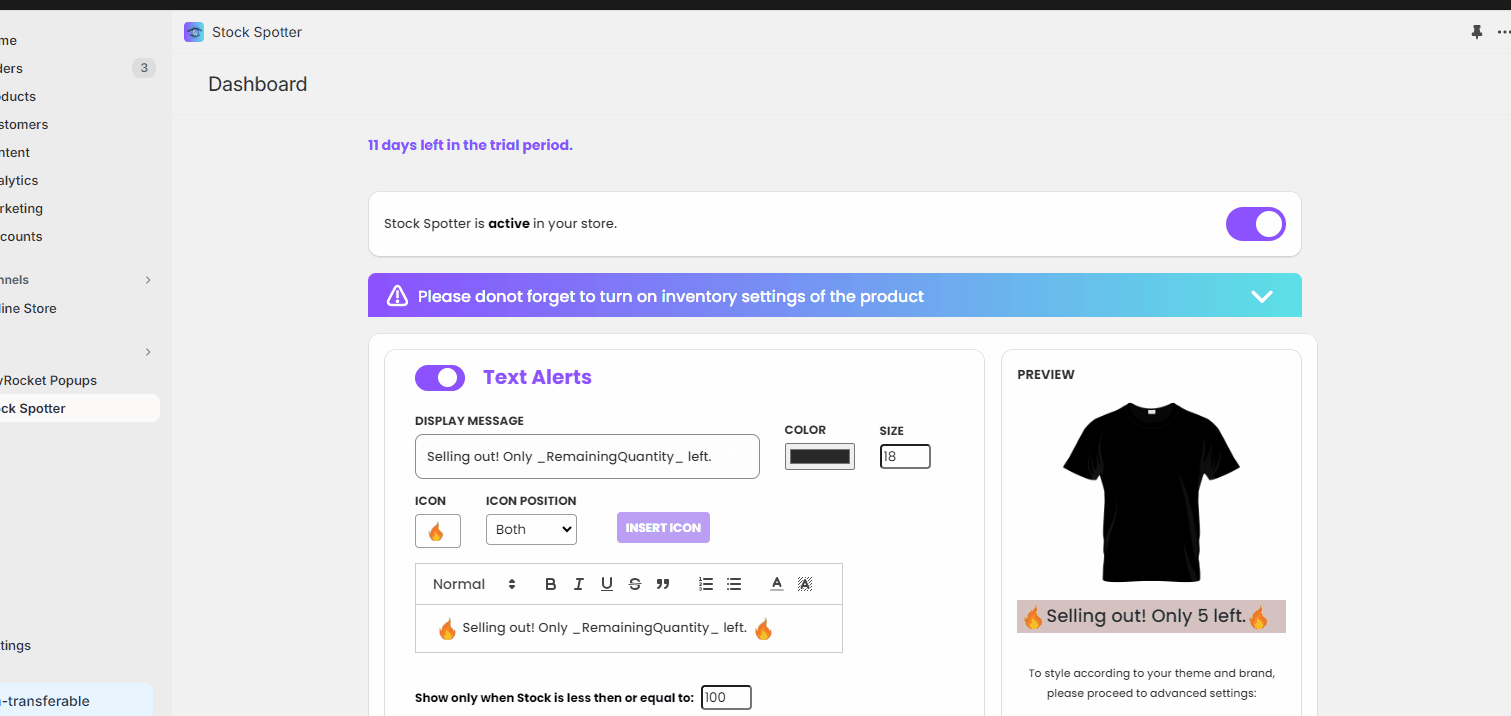 Stock Spotter
me
ders
3
oducts
stomers
ntent
alytics
rketing
counts
nnels
line Store
yRocket Popups
ck Spotter
tings
-transferable
Dashboard
11 days left in the trial period.
Stock Spotter is active in your store.
Please donot forget to turn on inventory settings of the product
Text Alerts
DISPLAY MESSAGE
COLOR
SIZE
Selling out! Only _RemainingQuantity_ left.
18
ICON
ICON POSITION
Both
INSERT ICON
Normal
B I U S
A A
Selling out! Only _RemainingQuantity_ left.
Show only when Stock is less then or equal to: 100
PREVIEW
Selling out! Only 5 left.
To style according to your theme and brand,
please proceed to advanced settings: